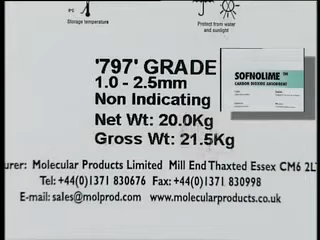 Storage temperature
Protect from water
and sunlight
'797' GRADE
1.0 - 2.5mm
Non Indicating
Net Wt: 20.0Kg
Gross Wt: 21.5Kg
SOFNOLIME ™
CARBON DIOXIDE ABSORBENT
urer: Molecular Products Limited Mill End Thaxted Essex CM6 2L
Tel: +44(0)1371 830676 Fax: +44(0)1371 830998
E-mail: sales@molprod.com www.molecularproducts.co.uk